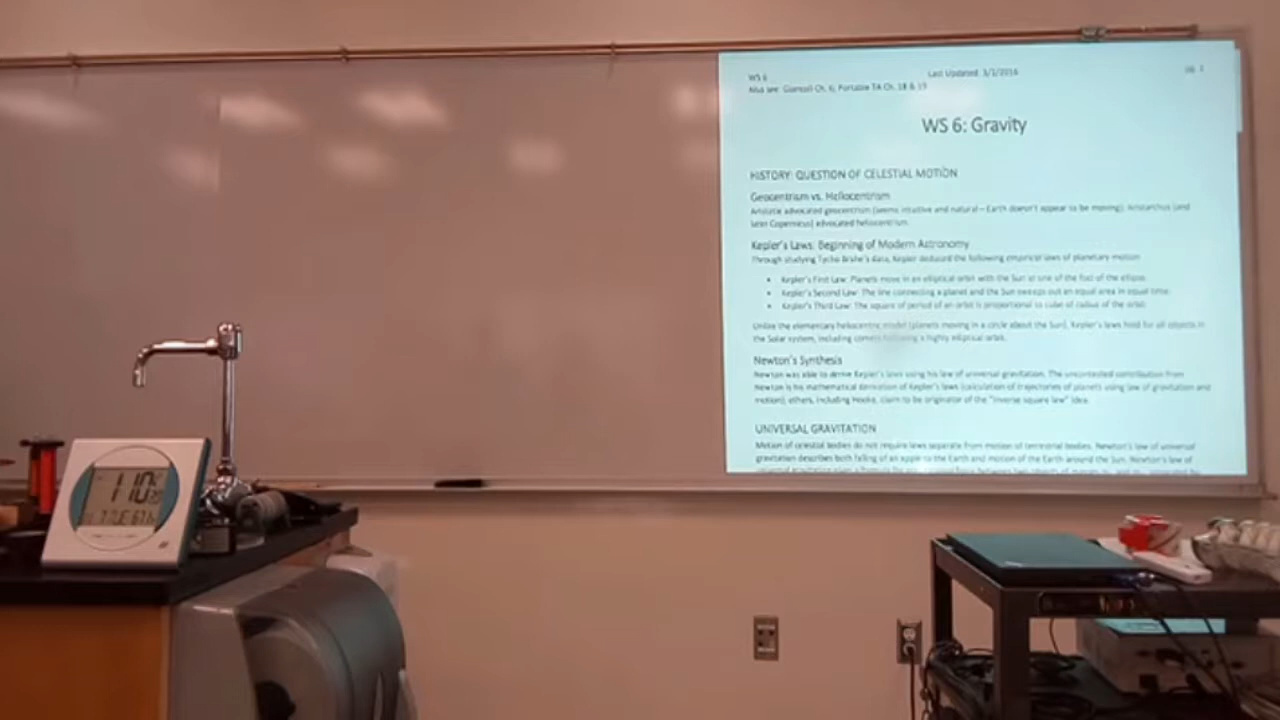 WS 6
Last Updated: 3/1/2016
Also see: Giancoli Ch. 6; Portable TA Ch. 18 & 19
WS 6: Gravity
HISTORY: QUESTION OF CELESTIAL MOTION
Geocentrism vs. Heliocentrism
Aristotle advocated geocentrism (seems intuitive and natural – Earth doesn't appear to be moving); Aristarchus (and
later Copernicus) advocated heliocentrism.
Kepler's Laws: Beginning of Modern Astronomy
Through studying Tycho Brahe's data, Kepler deduced the following empirical laws of planetary motion
• Kepler's First Law: Planets move in an elliptical orbit with the Sun at one of the foci of the ellipse.
• Kepler's Second Law: The line connecting a planet and the Sun sweeps out an equal area in equal time.
• Kepler's Third Law: The square of period of an orbit is proportional to cube of radius of the orbit.
Unlike the elementary heliocentric model (planets moving in a circle about the Sun), Kepler's laws hold for all objects in
the Solar system, including comets following a highly elliptical orbit.
Newton's Synthesis
Newton was able to derive Kepler's laws using his law of universal gravitation. The uncontested contribution from
Newton is his mathematical derivation of Kepler's laws (calculation of trajectories of planets using law of gravitation and
motion); others, including Hooke, claim to be originator of the "inverse square law" idea.
UNIVERSAL GRAVITATION
Motion of celestial bodies do not require laws separate from motion of terrestrial bodies. Newton's law of universal
gravitation describes both falling of an apple to the Earth and motion of the Earth around the Sun. Newton's law of
1:10